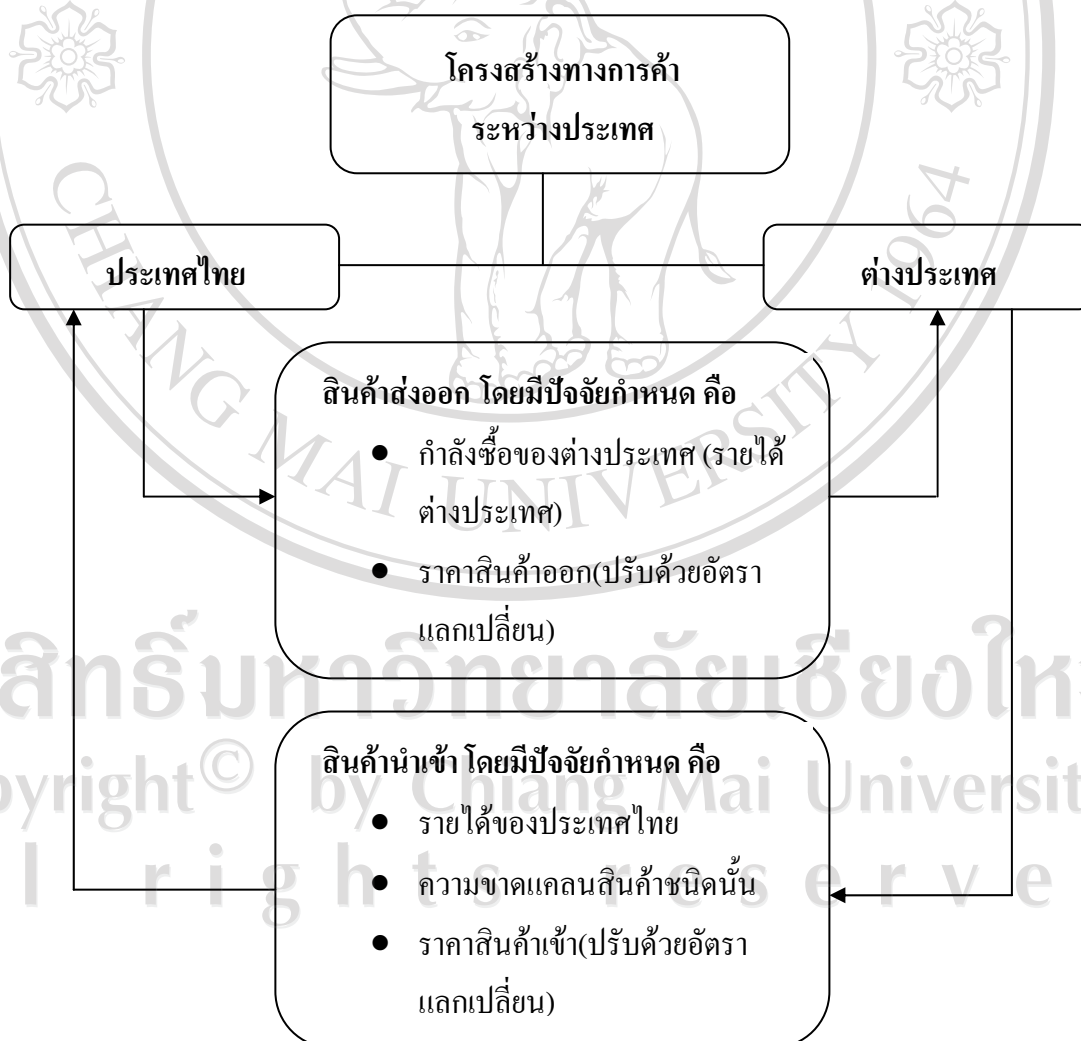 โครงสร้างทางการค้า
ระหว่างประเทศ
ประเทศไทย
ต่างประเทศ
สินค้าส่งออก โดยมีปัจจัยกำหนด คือ
● กำลังซื้อของต่างประเทศ (รายได้
ต่างประเทศ)
● ราคาสินค้าออก(ปรับด้วยอัตรา
แลกเปลี่ยน)
สินค้านำเข้า โดยมีปัจจัยกำหนด คือ
● รายได้ของประเทศไทย
● ความขาดแคลนสินค้าชนิดนั้น
● ราคาสินค้าเข้า(ปรับด้วยอัตรา
แลกเปลี่ยน)
CHIANG MAI UNIVERSITY 1964
สิทธิ์มหาวิทยาลัยเชียงให
pyright© by Chiang Mai Universit
l rights reserve